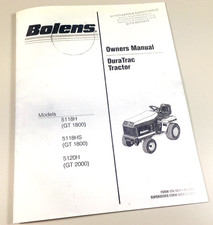 Bolens
Owners Manual
DuraTrac
Tractor
Models
5118H
(GT 1800)
5118HS
(GT 1800)
5120H
(GT 2000)